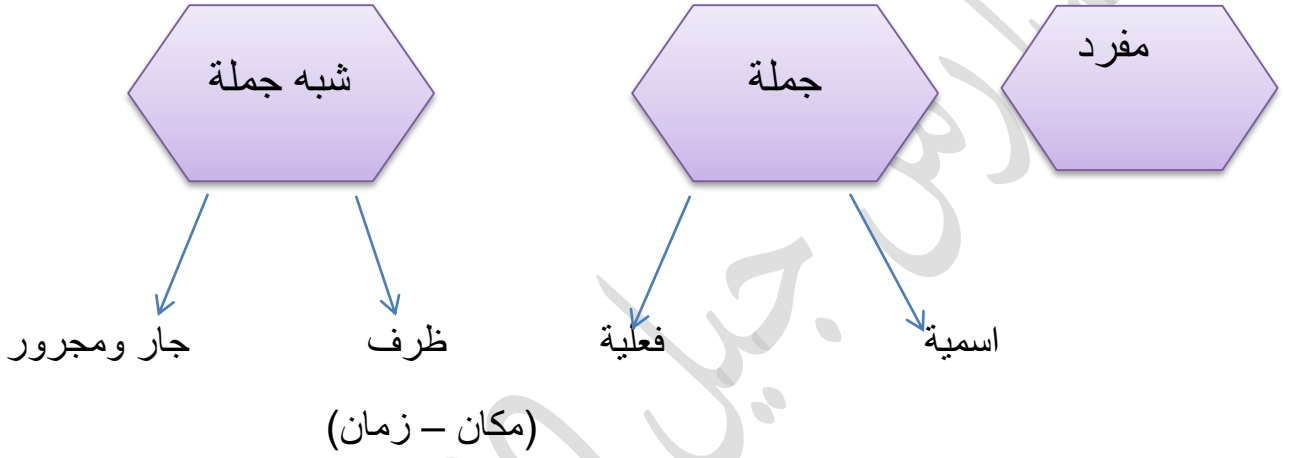 مفرد
جملة
شبه جملة
اسمية
فعلية
ظرف
جار ومجرور
(مكان – زمان)